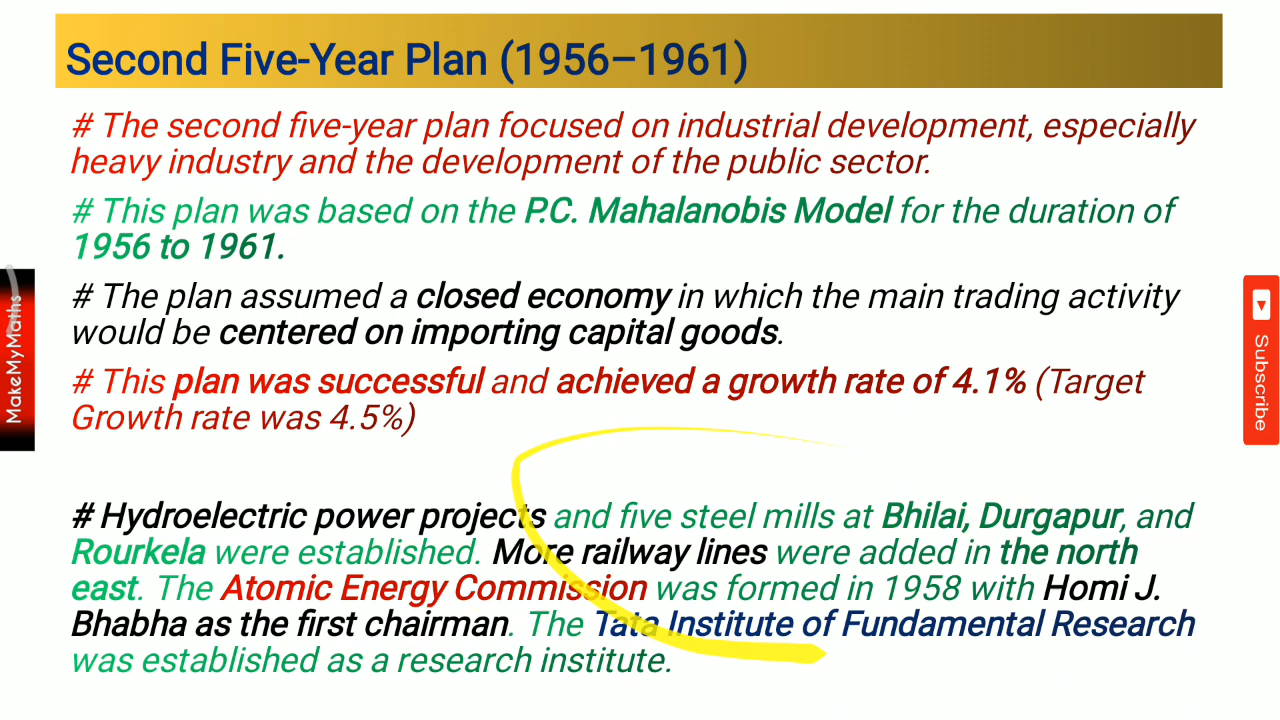 Second Five-Year Plan (1956–1961)
# The second five-year plan focused on industrial development, especially
heavy industry and the development of the public sector.
# This plan was based on the P.C. Mahalanobis Model for the duration of
1956 to 1961.
# The plan assumed a closed economy in which the main trading activity
would be centered on importing capital goods.
# This plan was successful and achieved a growth rate of 4.1% (Target
Growth rate was 4.5%)
# Hydroelectric power projects and five steel mills at Bhilai, Durgapur, and
Rourkela were established. More railway lines were added in the north
east. The Atomic Energy Commission was formed in 1958 with Homi J.
Bhabha as the first chairman. The Tata Institute of Fundamental Research
was established as a research institute.
MakeMyMaths
Subscribe